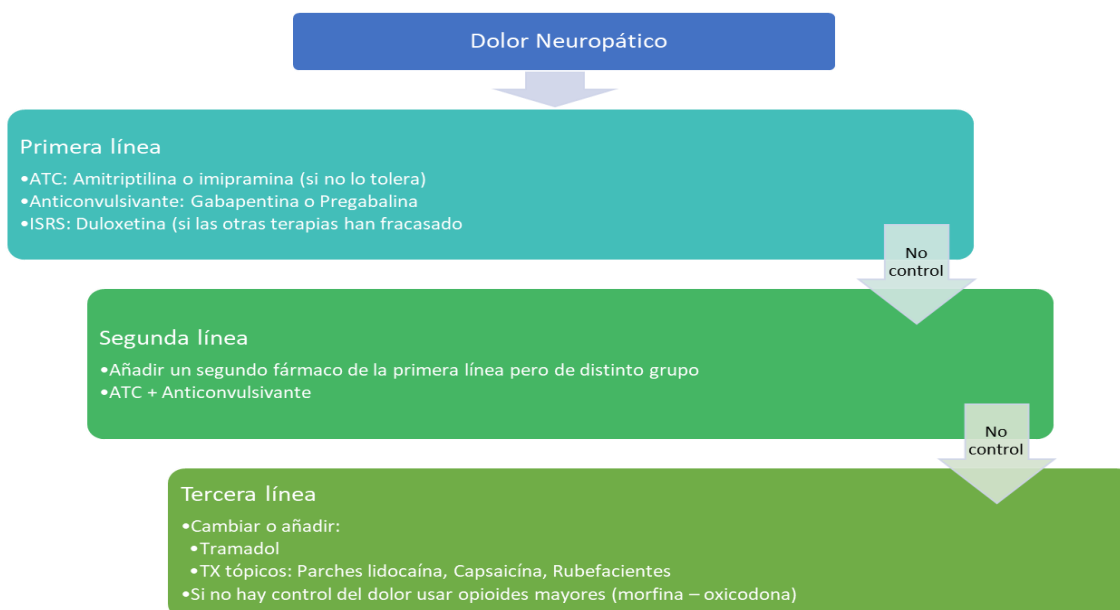 Dolor Neuropático
Primera línea
•ATC: Amitriptilina o imipramina (si no lo tolera)
•Anticonvulsivante: Gabapentina o Pregabalina
•ISRS: Duloxetina (si las otras terapias han fracasado
No
control
Segunda línea
•Añadir un segundo fármaco de la primera línea pero de distinto grupo
•ATC + Anticonvulsivante
No
control
Tercera línea
•Cambiar o añadir:
•Tramadol
•TX tópicos: Parches lidocaína, Capsaicína, Rubefacientes
•Si no hay control del dolor usar opioides mayores (morfina – oxicodona)